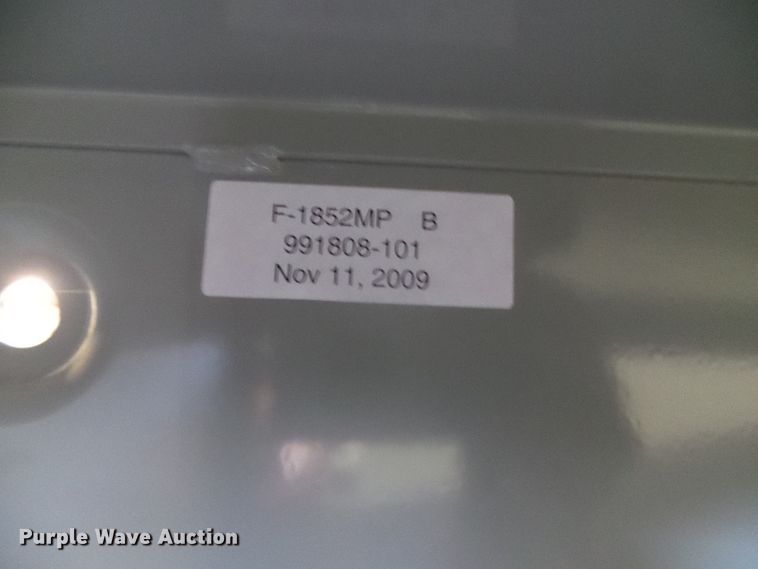 F-1852MP B
991808-101
Nov 11, 2009
Purple Wave Auction